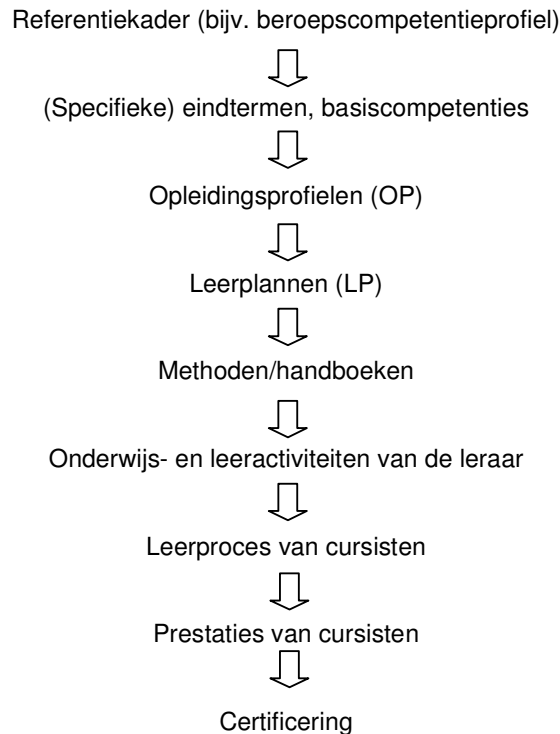 Referentiekader (bijv. beroepscompetentieprofiel)
(Specifieke) eindtermen, basiscompetenties
Opleidingsprofielen (OP)
Leerplannen (LP)
Methoden/handboeken
Onderwijs- en leeractiviteiten van de leraar
Leerproces van cursisten
Prestaties van cursisten
Certificering